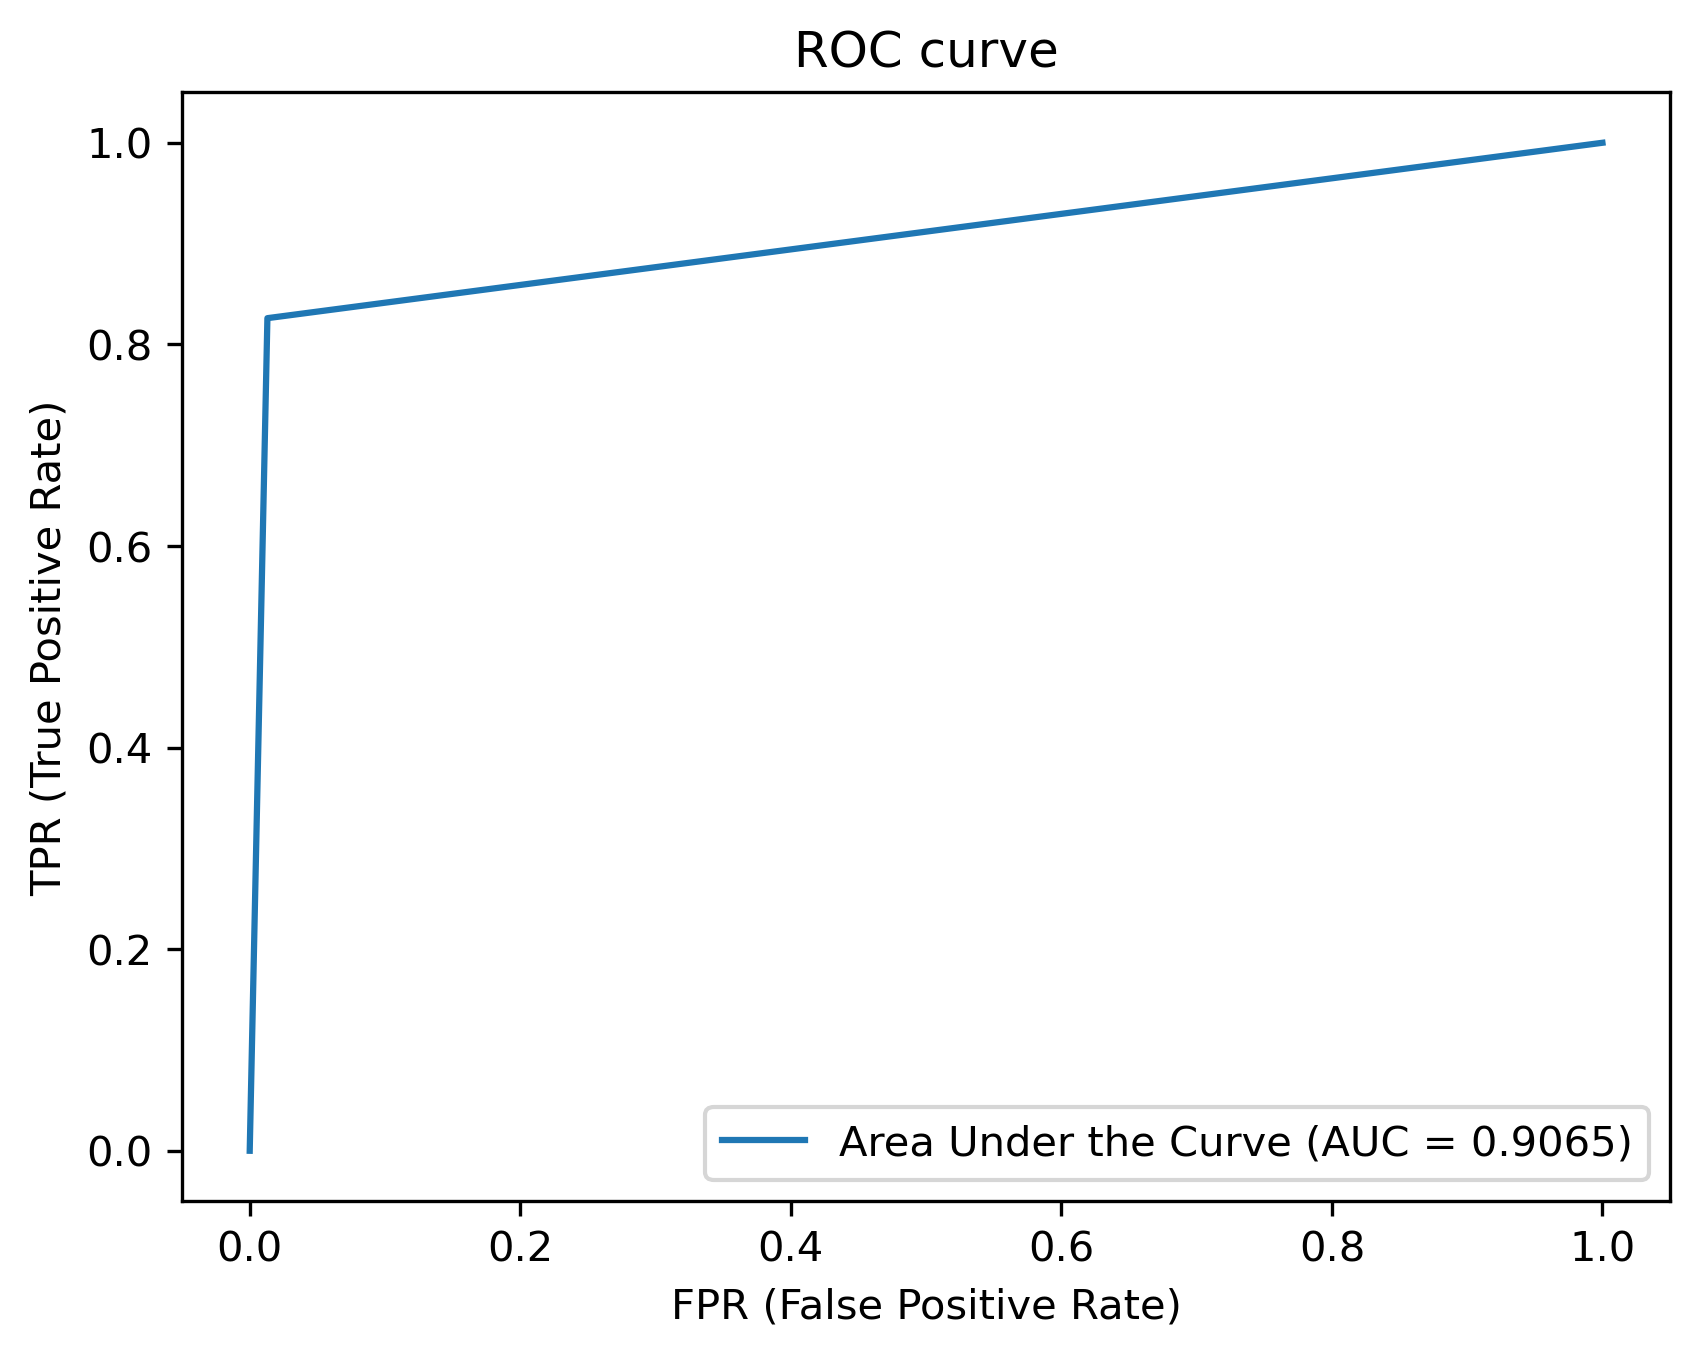 ROC curve
1.0
0.8
0.6
0.4
0.2
0.0
TPR (True Positive Rate)
Area Under the Curve (AUC = 0.9065)
0.0 0.2 0.4 0.6 0.8 1.0
FPR (False Positive Rate)